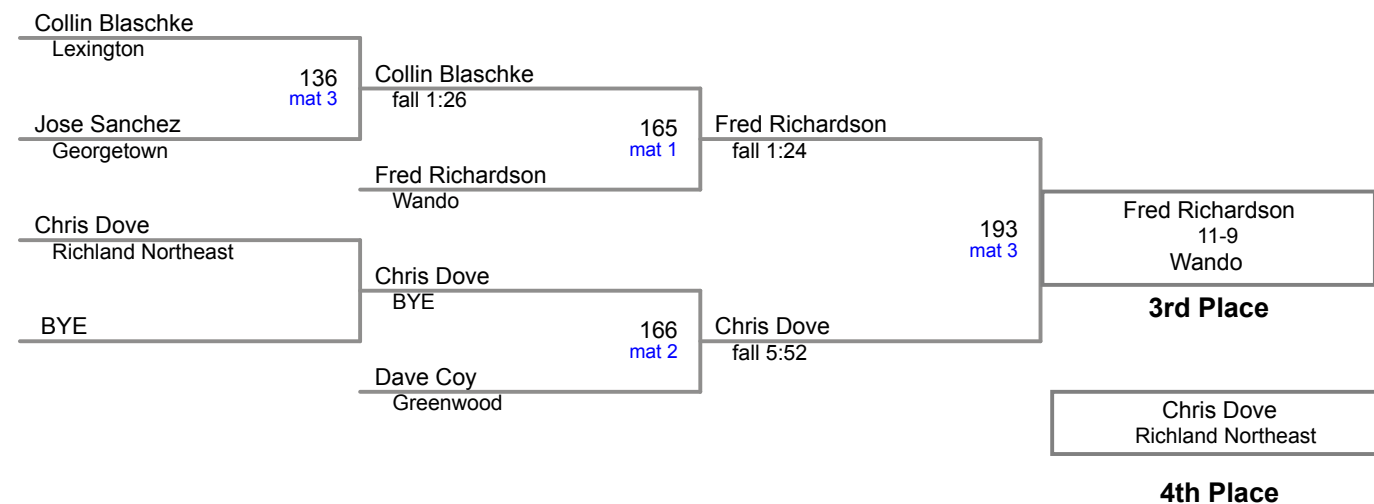 Collin Blaschke
Lexington
136
mat 3
Collin Blaschke
fall 1:26
Jose Sanchez
Georgetown
165
mat 1
Fred Richardson
fall 1:24
Fred Richardson
Wando
Chris Dove
Richland Northeast
193
mat 3
Fred Richardson
11-9
Wando
3rd Place
Chris Dove
BYE
BYE
166
mat 2
Chris Dove
fall 5:52
Dave Coy
Greenwood
Chris Dove
Richland Northeast
4th Place